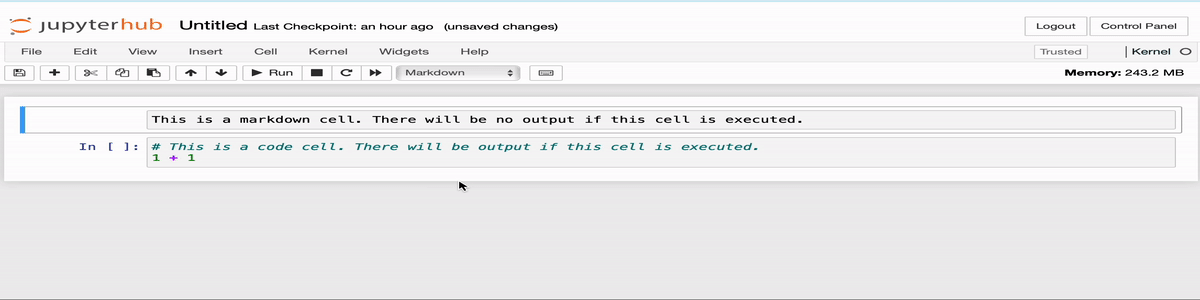 jupyterhub Untitled Last Checkpoint: an hour ago (unsaved changes) Logout Control Panel
File Edit View Insert Cell Kernel Widgets Help Trusted Kernel
Run Markdown Memory: 243.2 MB
This is a markdown cell. There will be no output if this cell is executed.
In [ ]: # This is a code cell. There will be output if this cell is executed.
1 + 1